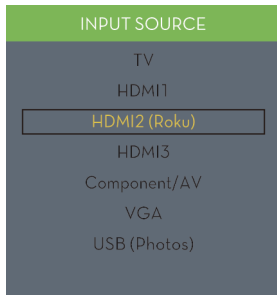 INPUT SOURCE
TV
HDMI1
HDMI2 (Roku)
HDMI3
Component/AV
VGA
USB (Photos)